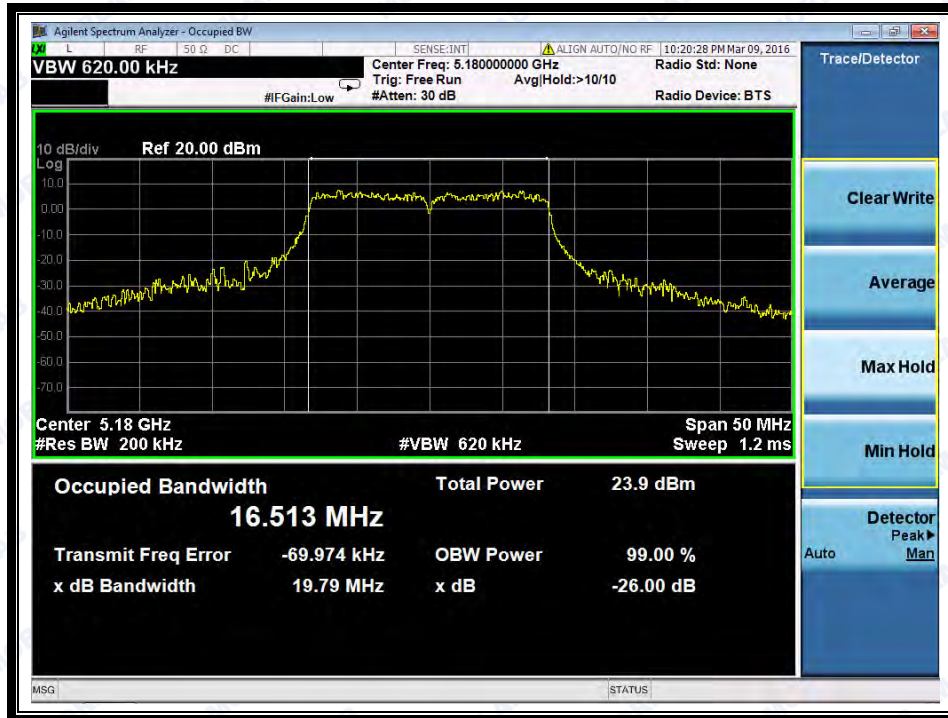 Agilent Spectrum Analyzer - Occupied BW
LXI L RF 50 Ω DC SENSE:INT ALIGN AUTO/NO RF 10:20:28 PM Mar 09, 2016
VBW 620.00 kHz Center Freq: 5.180000000 GHz Radio Std: None
Trig: Free Run Avg|Hold:>10/10
#IFGain:Low #Atten: 30 dB Radio Device: BTS
Trace/Detector
10 dB/div Ref 20.00 dBm
Log
10.0
0.00
-10.0
-20.0
-30.0
-40.0
-50.0
-60.0
-70.0
Center 5.18 GHz Span 50 MHz
#Res BW 200 kHz #VBW 620 kHz Sweep 1.2 ms
Occupied Bandwidth Total Power 23.9 dBm
16.513 MHz
Transmit Freq Error -69.974 kHz OBW Power 99.00 %
x dB Bandwidth 19.79 MHz x dB -26.00 dB
Clear Write
Average
Max Hold
Min Hold
Detector
Peak▶
Auto Man
MSG STATUS